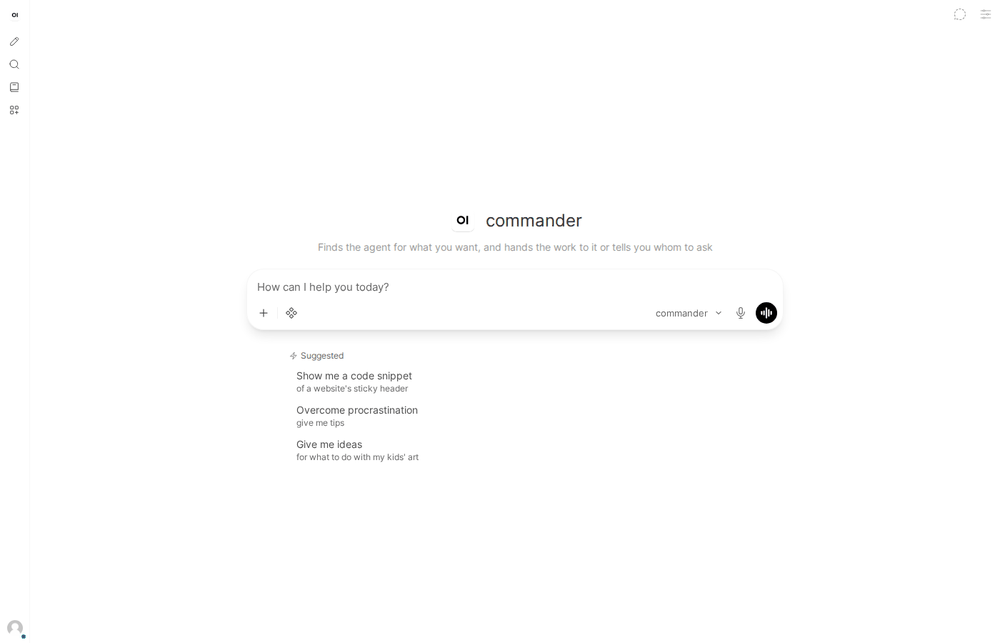 OI
OI commander
Finds the agent for what you want, and hands the work to it or tells you whom to ask
How can I help you today?
commander
Suggested
Show me a code snippet
of a website's sticky header
Overcome procrastination
give me tips
Give me ideas
for what to do with my kids' art